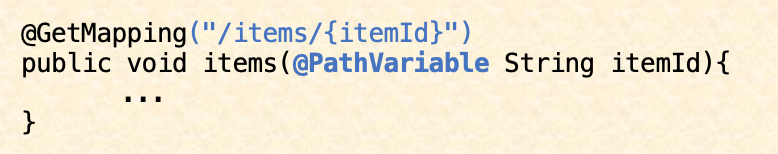 @GetMapping("/items/{itemId}")
public void items(@PathVariable String itemId){
...
}